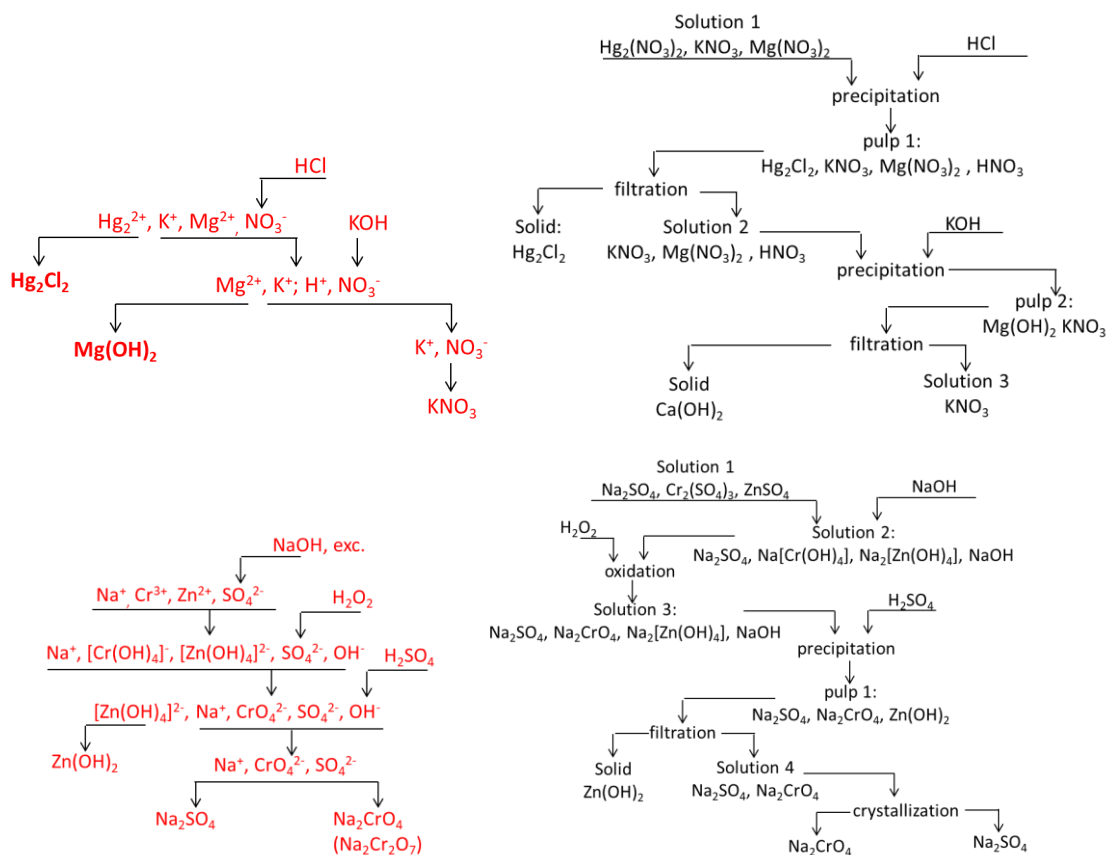 HCl
Hg₂²⁺, K⁺, Mg²⁺, NO₃⁻
KOH
Hg₂Cl₂
Mg²⁺, K⁺; H⁺, NO₃⁻
Mg(OH)₂
K⁺, NO₃⁻
KNO₃
Solution 1
Hg₂(NO₃)₂, KNO₃, Mg(NO₃)₂
HCl
precipitation
pulp 1:
Hg₂Cl₂, KNO₃, Mg(NO₃)₂ , HNO₃
filtration
Solid:
Hg₂Cl₂
Solution 2
KNO₃, Mg(NO₃)₂ , HNO₃
KOH
precipitation
pulp 2:
Mg(OH)₂ KNO₃
filtration
Solid
Ca(OH)₂
Solution 3
KNO₃
NaOH, exc.
Na⁺, Cr³⁺, Zn²⁺, SO₄²⁻
H₂O₂
Na⁺, [Cr(OH)₄]⁻, [Zn(OH)₄]²⁻, SO₄²⁻, OH⁻
H₂SO₄
[Zn(OH)₄]²⁻, Na⁺, CrO₄²⁻, SO₄²⁻, OH⁻
Zn(OH)₂
Na⁺, CrO₄²⁻, SO₄²⁻
Na₂SO₄
Na₂CrO₄
(Na₂Cr₂O₇)
Solution 1
Na₂SO₄, Cr₂(SO₄)₃, ZnSO₄
NaOH
H₂O₂
Solution 2:
Na₂SO₄, Na[Cr(OH)₄], Na₂[Zn(OH)₄], NaOH
oxidation
Solution 3:
Na₂SO₄, Na₂CrO₄, Na₂[Zn(OH)₄], NaOH
H₂SO₄
precipitation
pulp 1:
Na₂SO₄, Na₂CrO₄, Zn(OH)₂
filtration
Solid
Zn(OH)₂
Solution 4
Na₂SO₄, Na₂CrO₄
crystallization
Na₂CrO₄
Na₂SO₄